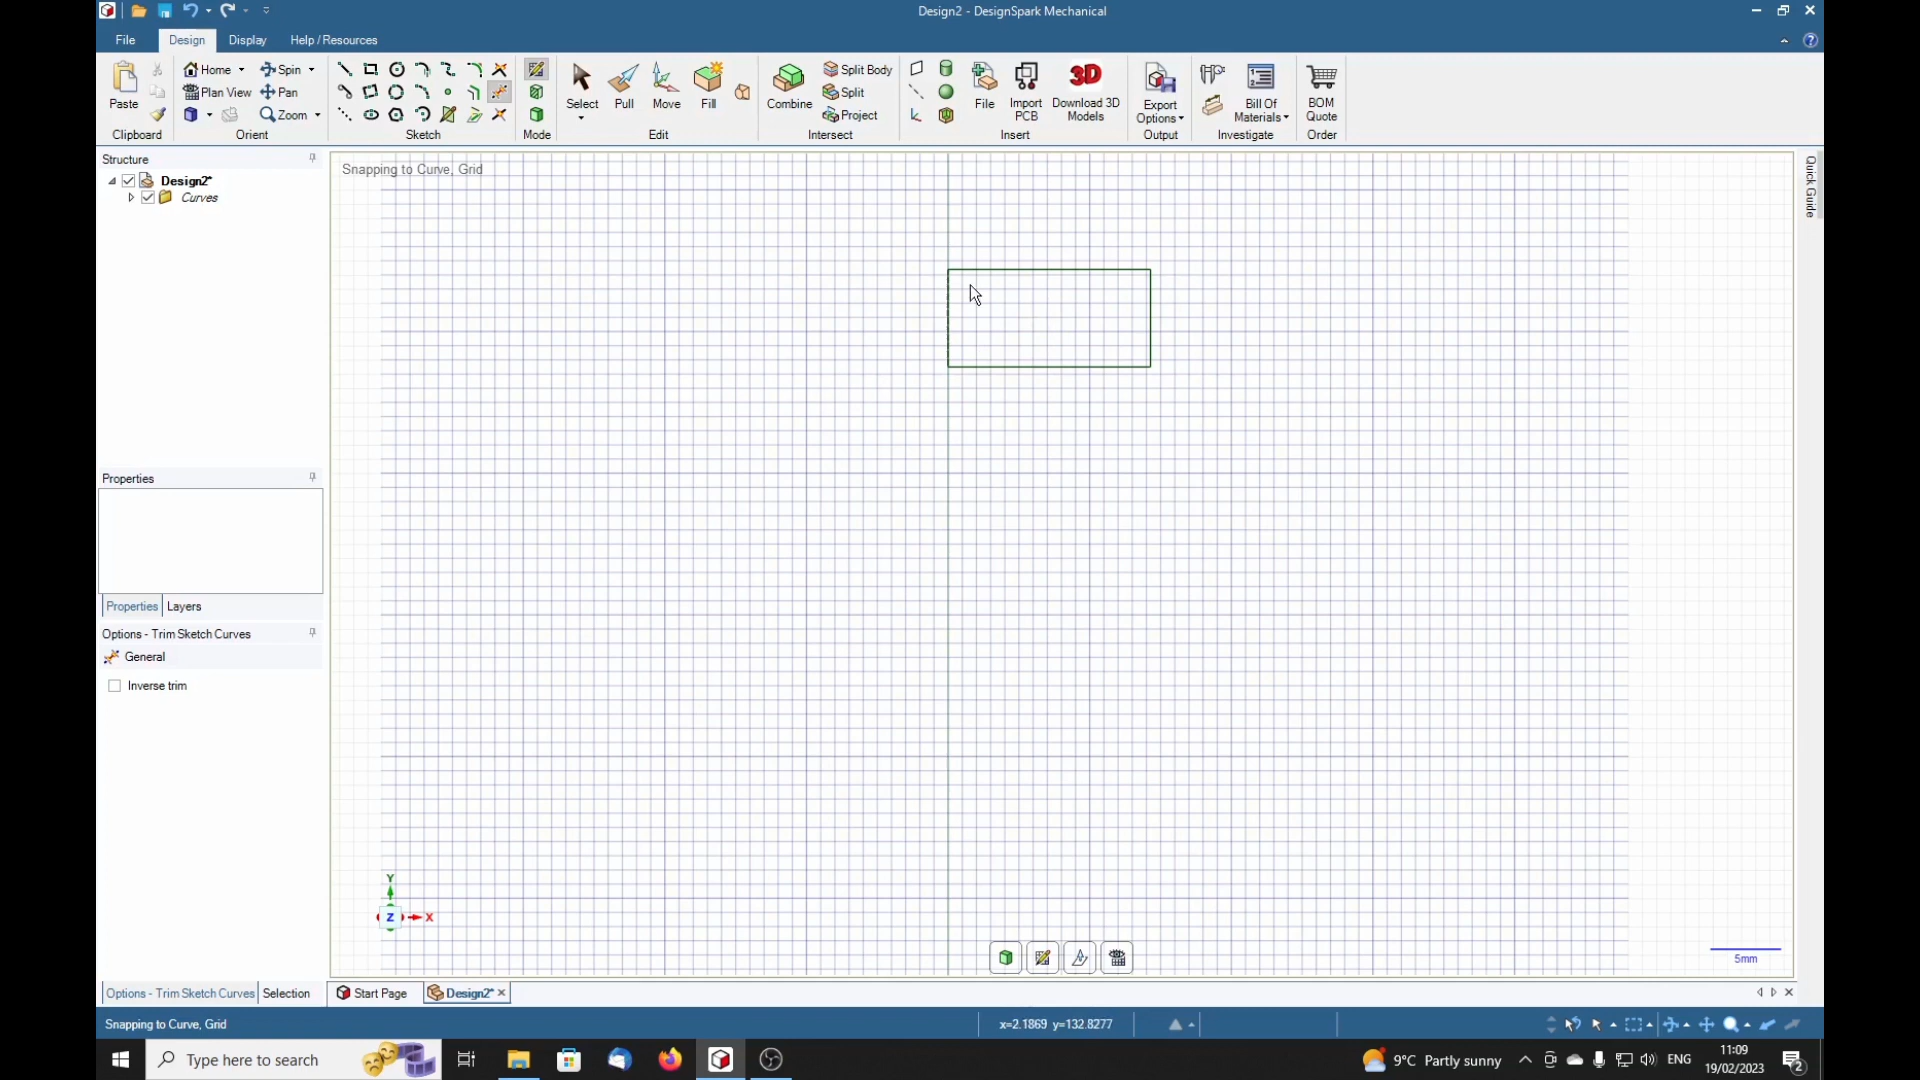 Design2 - DesignSpark Mechanical
File Design Display Help / Resources
Paste Home Plan View Spin Pan Zoom Select Pull Move Fill Combine Split Body Split Project File Import PCB 3D Download 3D Models Export Options Bill Of Materials BOM Quote
Clipboard Orient Sketch Mode Edit Intersect Insert Output Investigate Order
Structure
Design2*
Curves
Snapping to Curve, Grid
Quick Guide
Properties
Properties Layers
Options - Trim Sketch Curves
General
Inverse trim
Y
Z X
5mm
Options - Trim Sketch Curves Selection Start Page Design2*
Snapping to Curve, Grid x=2.1869 y=132.8277
Type here to search 9°C Partly sunny ENG 11:09
19/02/2023 2